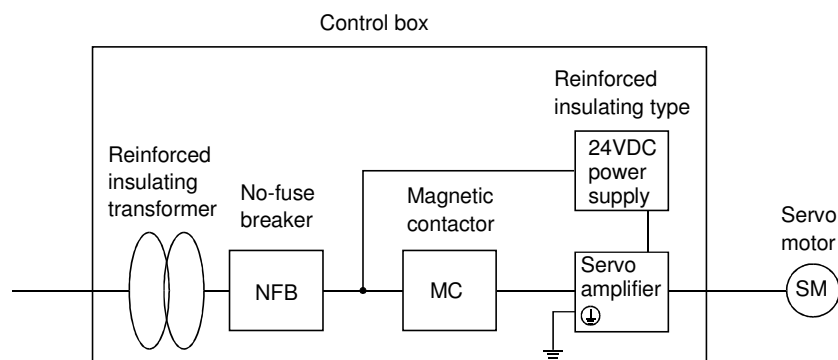 Control box
Reinforced
insulating type
24VDC
power
supply
Reinforced
insulating
transformer
No-fuse
breaker
Magnetic
contactor
Servo
motor
NFB
MC
Servo
amplifier
SM